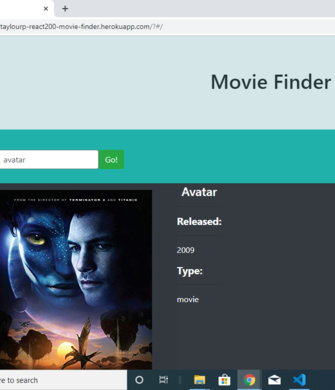 taylourp-react200-movie-finder.herokuapp.com/?#/
Movie Finder
avatar Go!
Avatar
FROM THE DIRECTOR OF TERMINATOR 2 AND TITANIC
Released:
2009
Type:
movie
re to search